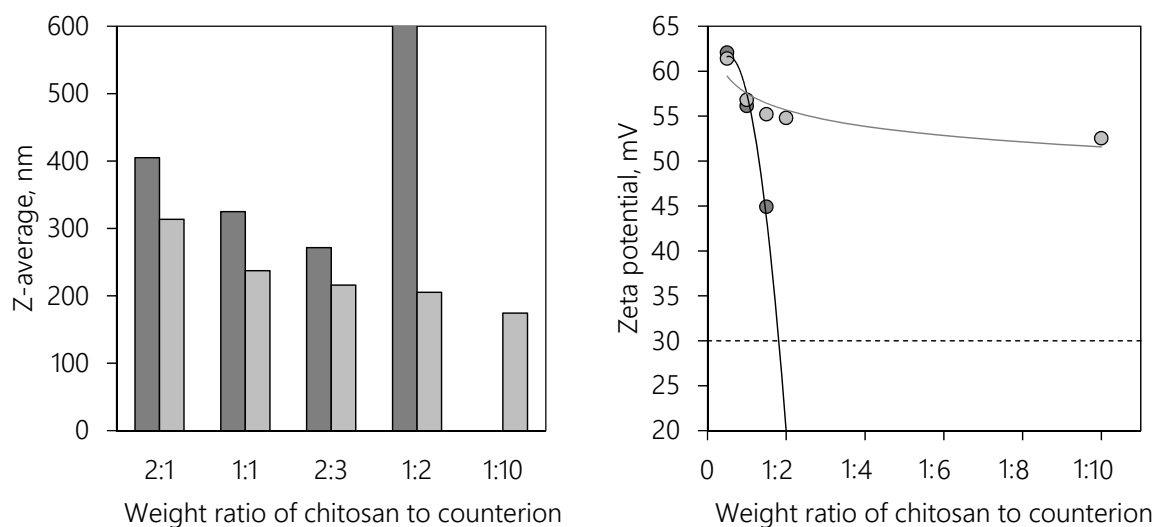 600
500
400
300
200
100
0
Z-average, nm
2:1 1:1 2:3 1:2 1:10
Weight ratio of chitosan to counterion
65
60
55
50
45
40
35
30
25
20
Zeta potential, mV
0 1:2 1:4 1:6 1:8 1:10
Weight ratio of chitosan to counterion